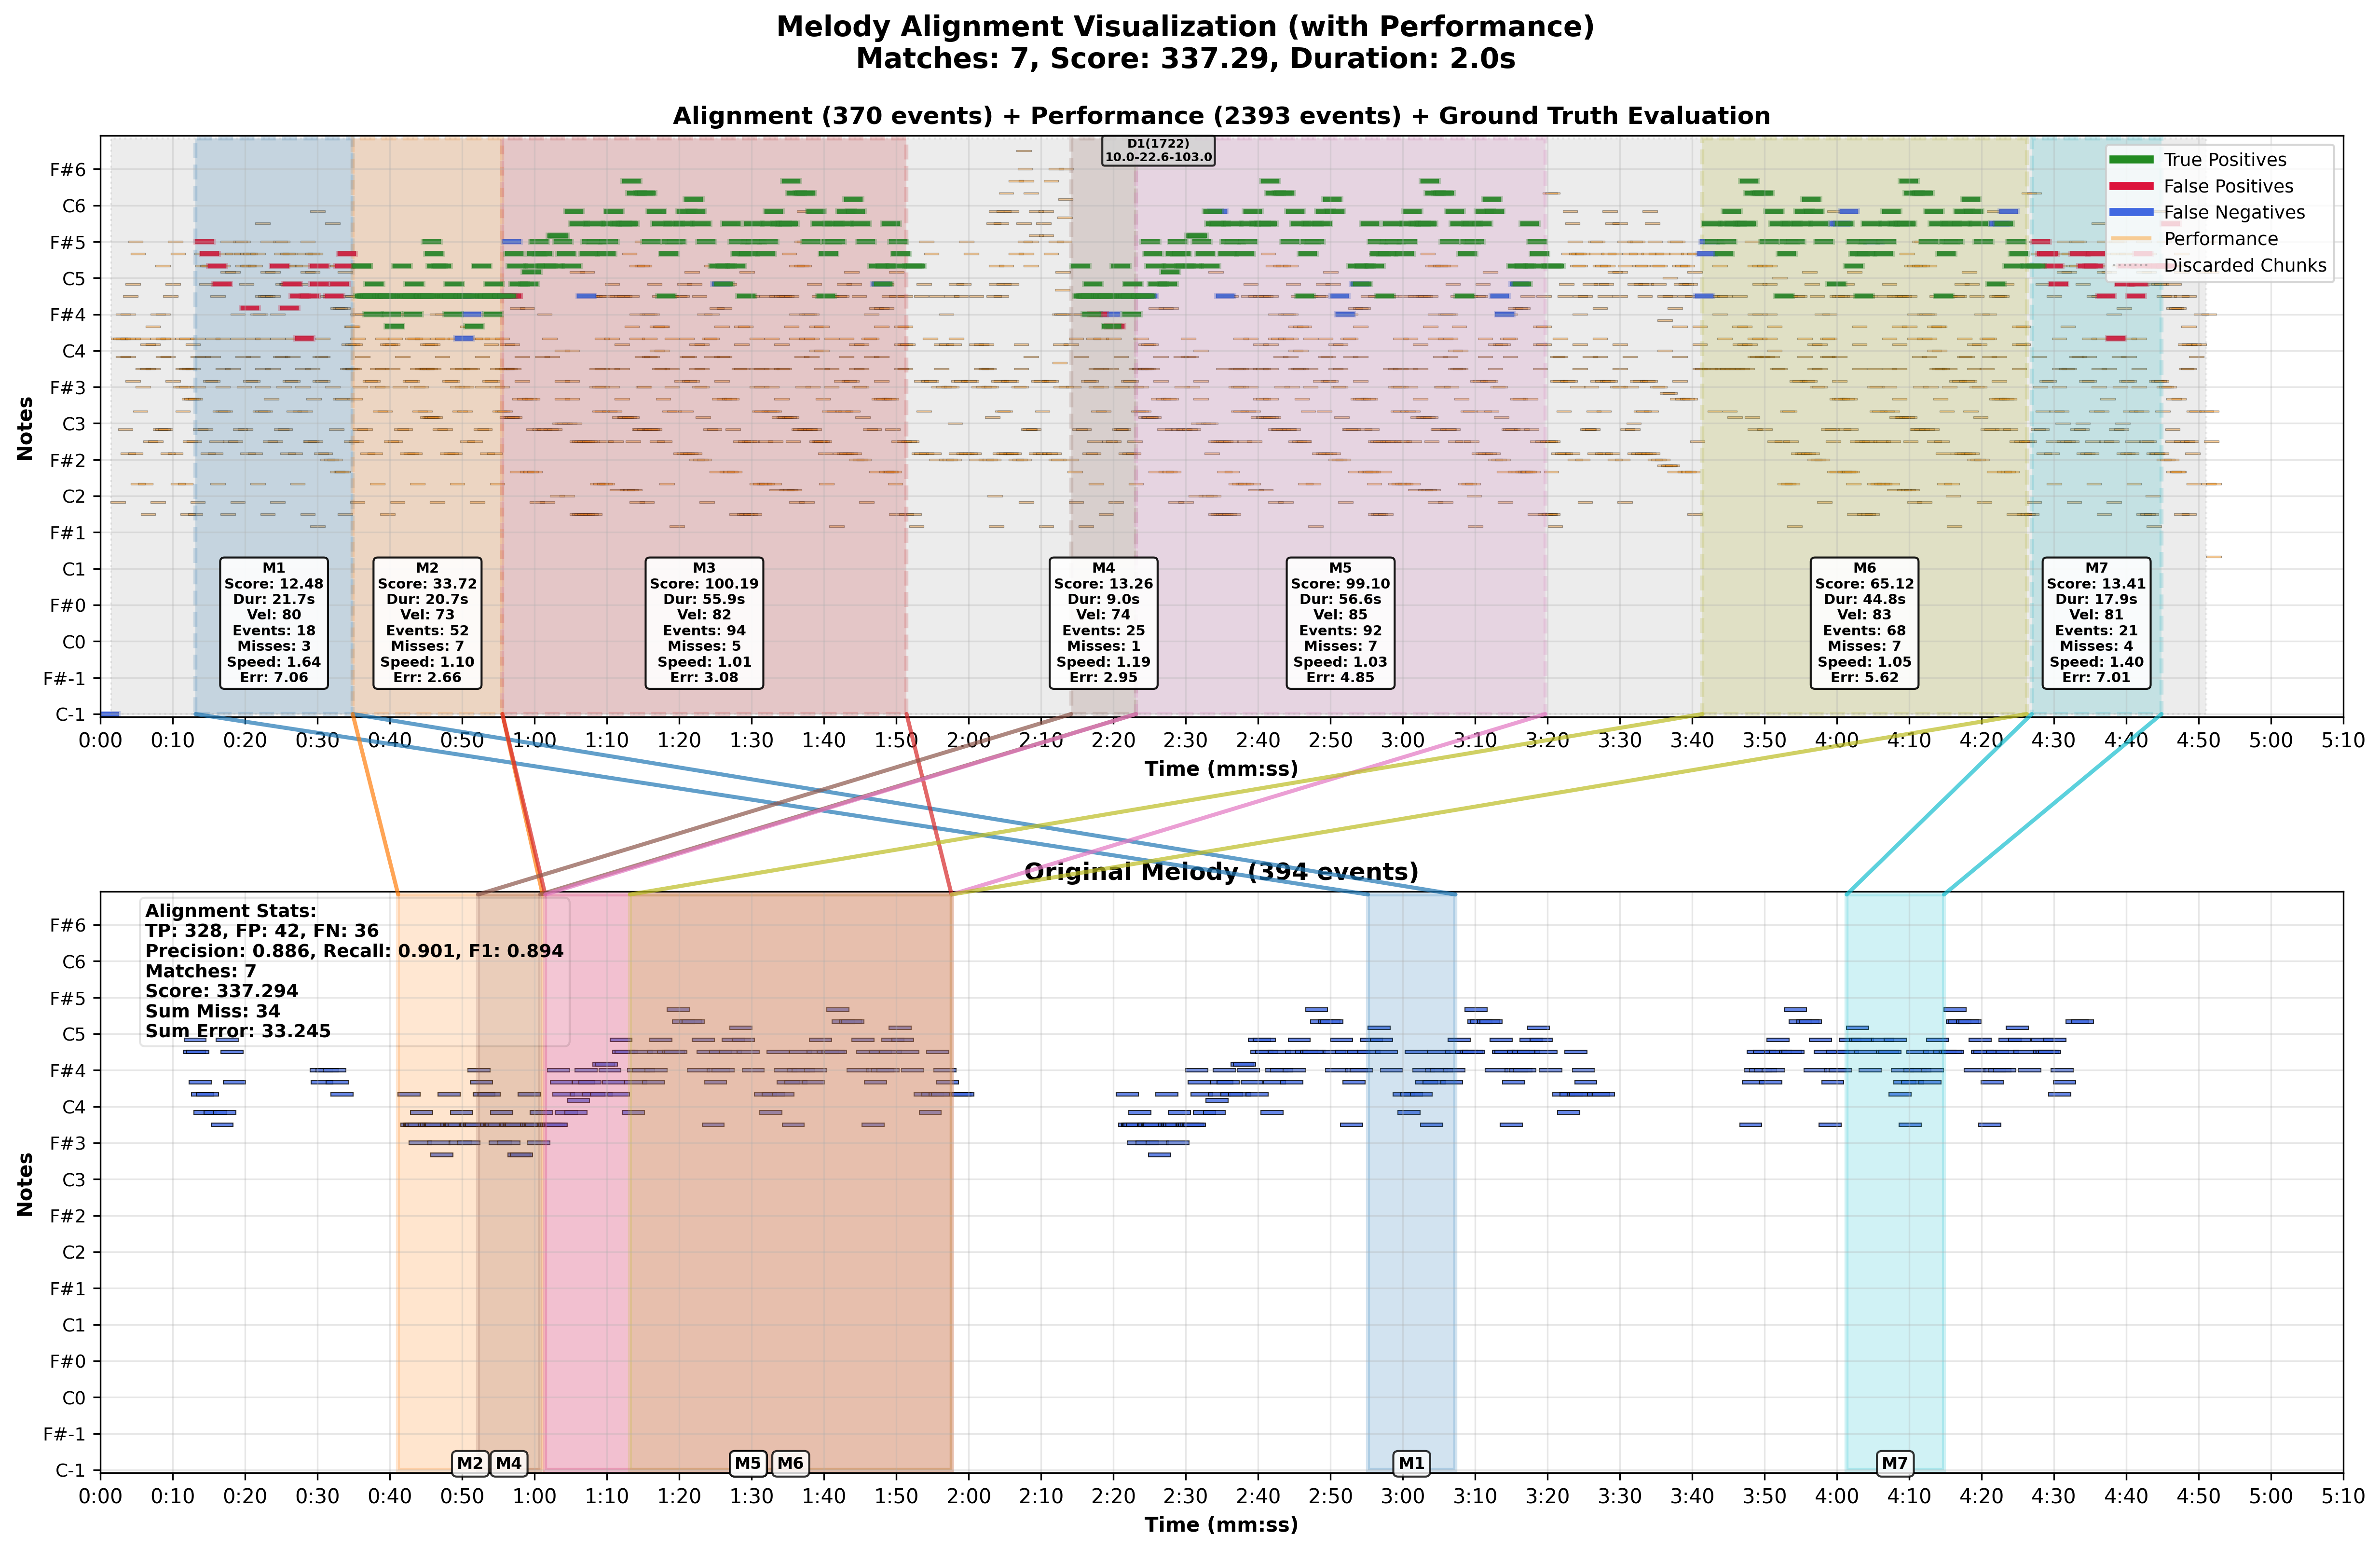 Melody Alignment Visualization (with Performance)
Matches: 7, Score: 337.29, Duration: 2.0s
Alignment (370 events) + Performance (2393 events) + Ground Truth Evaluation
D1(1722)
10.0-22.6-103.0
True Positives
False Positives
False Negatives
Performance
Discarded Chunks
Notes
F#6
C6
F#5
C5
F#4
C4
F#3
C3
F#2
C2
F#1
C1
F#0
C0
F#-1
C-1
M1
Score: 12.48
Dur: 21.7s
Vel: 80
Events: 18
Misses: 3
Speed: 1.64
Err: 7.06
M2
Score: 33.72
Dur: 20.7s
Vel: 73
Events: 52
Misses: 7
Speed: 1.10
Err: 2.66
M3
Score: 100.19
Dur: 55.9s
Vel: 82
Events: 94
Misses: 5
Speed: 1.01
Err: 3.08
M4
Score: 13.26
Dur: 9.0s
Vel: 74
Events: 25
Misses: 1
Speed: 1.19
Err: 2.95
M5
Score: 99.10
Dur: 56.6s
Vel: 85
Events: 92
Misses: 7
Speed: 1.03
Err: 4.85
M6
Score: 65.12
Dur: 44.8s
Vel: 83
Events: 68
Misses: 7
Speed: 1.05
Err: 5.62
M7
Score: 13.41
Dur: 17.9s
Vel: 81
Events: 21
Misses: 4
Speed: 1.40
Err: 7.01
0:00 0:10 0:20 0:30 0:40 0:50 1:00 1:10 1:20 1:30 1:40 1:50 2:00 2:10 2:20 2:30 2:40 2:50 3:00 3:10 3:20 3:30 3:40 3:50 4:00 4:10 4:20 4:30 4:40 4:50 5:00 5:10
Time (mm:ss)
Original Melody (394 events)
Alignment Stats:
TP: 328, FP: 42, FN: 36
Precision: 0.886, Recall: 0.901, F1: 0.894
Matches: 7
Score: 337.294
Sum Miss: 34
Sum Error: 33.245
Notes
F#6
C6
F#5
C5
F#4
C4
F#3
C3
F#2
C2
F#1
C1
F#0
C0
F#-1
C-1
M2 M4 M5 M6 M1 M7
0:00 0:10 0:20 0:30 0:40 0:50 1:00 1:10 1:20 1:30 1:40 1:50 2:00 2:10 2:20 2:30 2:40 2:50 3:00 3:10 3:20 3:30 3:40 3:50 4:00 4:10 4:20 4:30 4:40 4:50 5:00 5:10
Time (mm:ss)